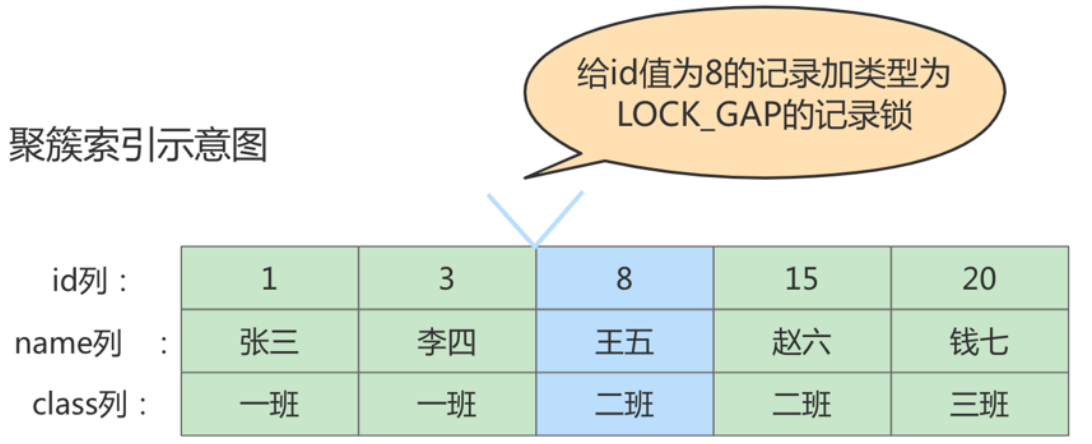 给id值为8的记录加类型为
LOCK_GAP的记录锁
聚簇索引示意图
id列： 1 3 8 15 20
name列 ： 张三 李四 王五 赵六 钱七
class列： 一班 一班 二班 二班 三班